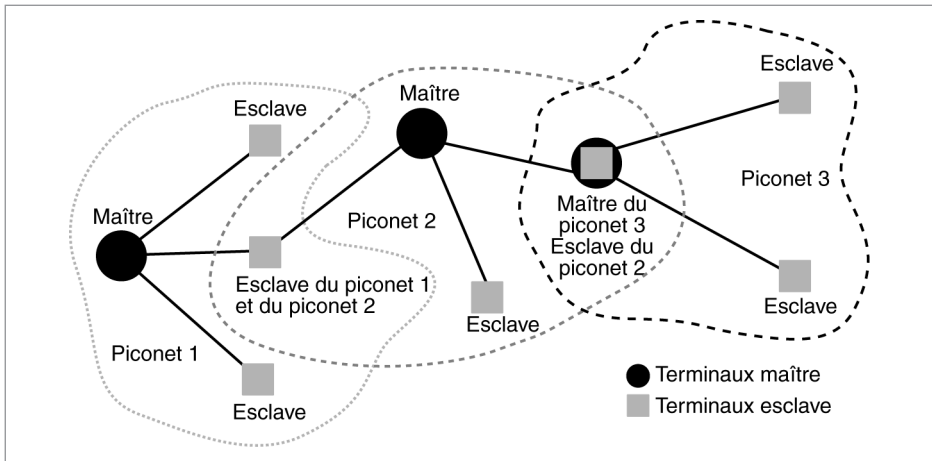 Esclave
Esclave
Maître
Maître
Piconet 3
Maître du
piconet 3
Esclave du
piconet 2
Piconet 2
Esclave du piconet 1
et du piconet 2
Esclave
Esclave
Piconet 1
Esclave
Terminaux maître
Terminaux esclave